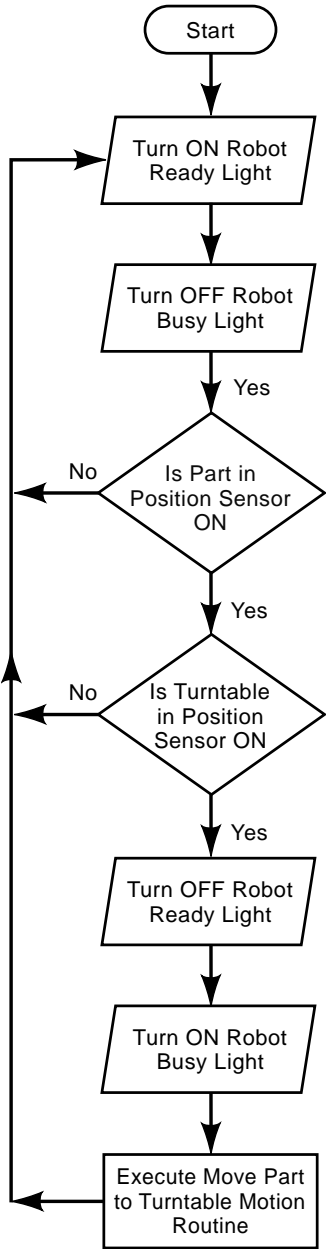 Start
Turn ON Robot
Ready Light
Turn OFF Robot
Busy Light
Yes
No
Is Part in
Position Sensor
ON
Yes
No
Is Turntable
in Position
Sensor ON
Yes
Turn OFF Robot
Ready Light
Turn ON Robot
Busy Light
Execute Move Part
to Turntable Motion
Routine